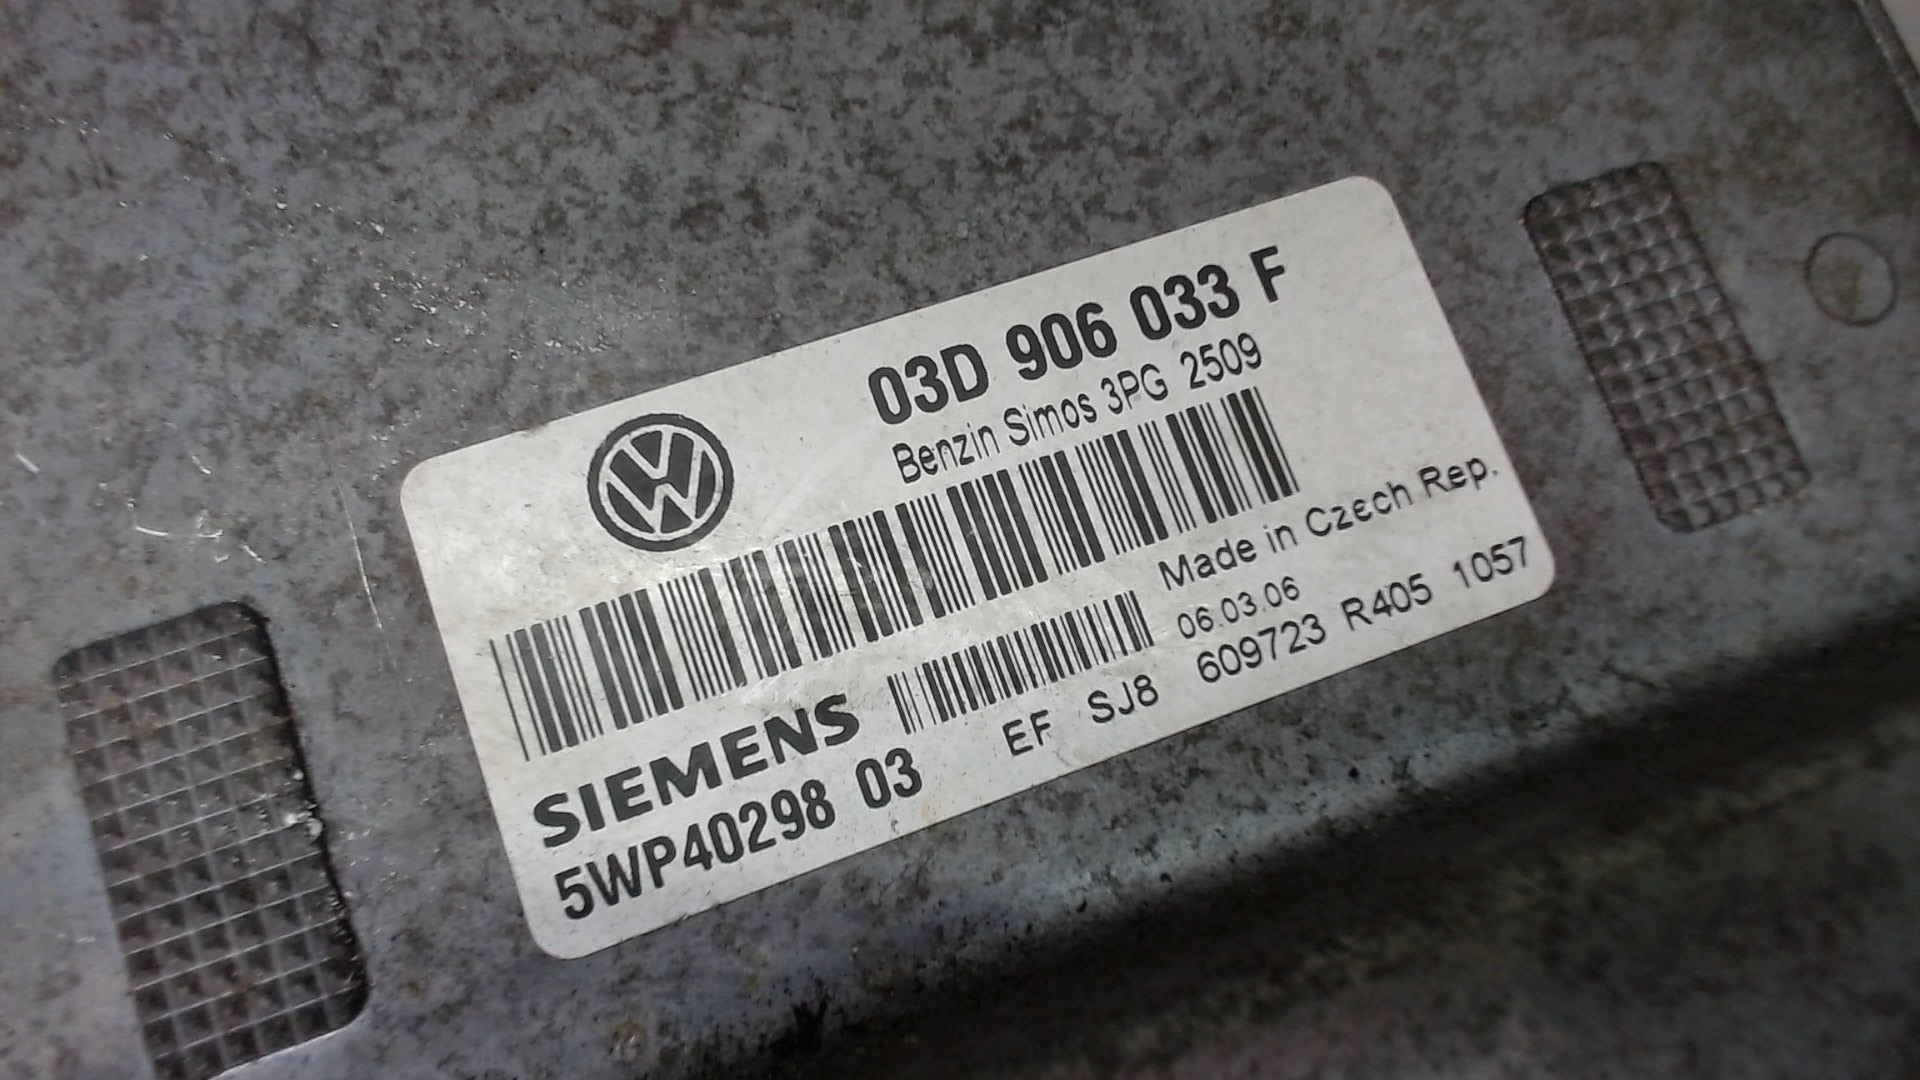 03D 906 033 F
Benzin Simos 3PG 2509
Made in Czech Rep.
06.03.06
SIEMENS
EF SJ8 609723 R405 1057
5WP40298 03